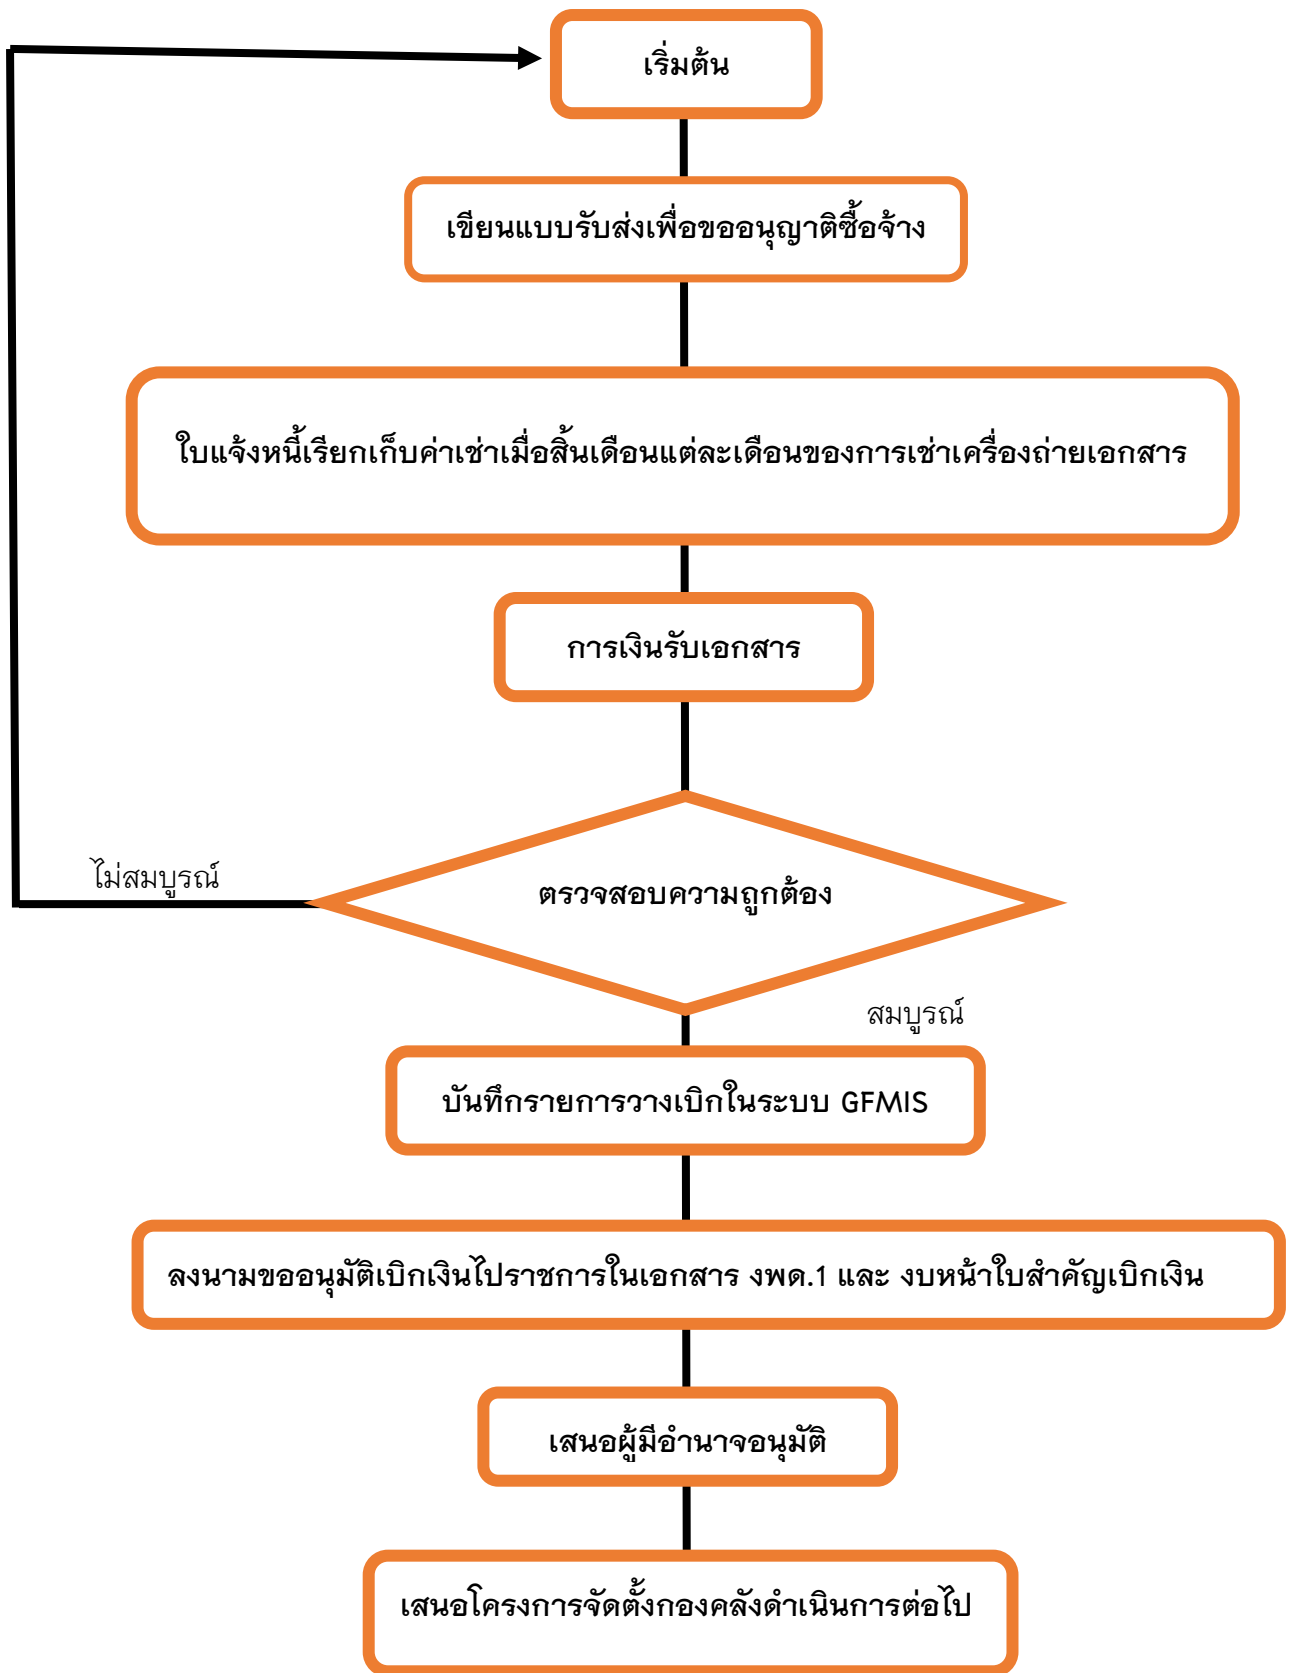 เริ่มต้น
เขียนแบบรับส่งเพื่อขออนุญาติซื้อจ้าง
ใบแจ้งหนี้เรียกเก็บค่าเช่าเมื่อสิ้นเดือนแต่ละเดือนของการเช่าเครื่องถ่ายเอกสาร
การเงินรับเอกสาร
ไม่สมบูรณ์
ตรวจสอบความถูกต้อง
สมบูรณ์
บันทึกรายการวางเบิกในระบบ GFMIS
ลงนามขออนุมัติเบิกเงินไปราชการในเอกสาร งพด.1 และ งบหน้าใบสำคัญเบิกเงิน
เสนอผู้มีอำนาจอนุมัติ
เสนอโครงการจัดตั้งกองคลังดำเนินการต่อไป